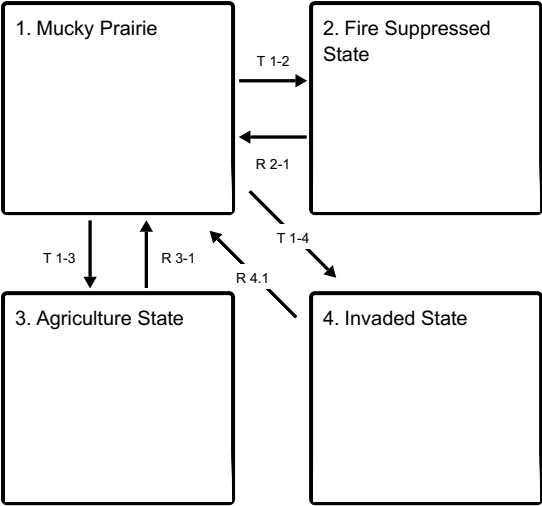 1. Mucky Prairie
2. Fire Suppressed
State
T 1-2
R 2-1
T 1-3
R 3-1
T 1-4
R 4.1
3. Agriculture State
4. Invaded State